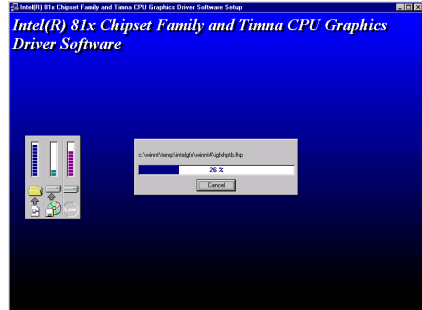 Intel(R) 81x Chipset Family and Timna CPU Graphics Driver Software Setup
Intel(R) 81x Chipset Family and Timna CPU Graphics
Driver Software
c:\winnt\temp\intelgfx\winnt4\igfxhptb.lhp
26 %
Cancel